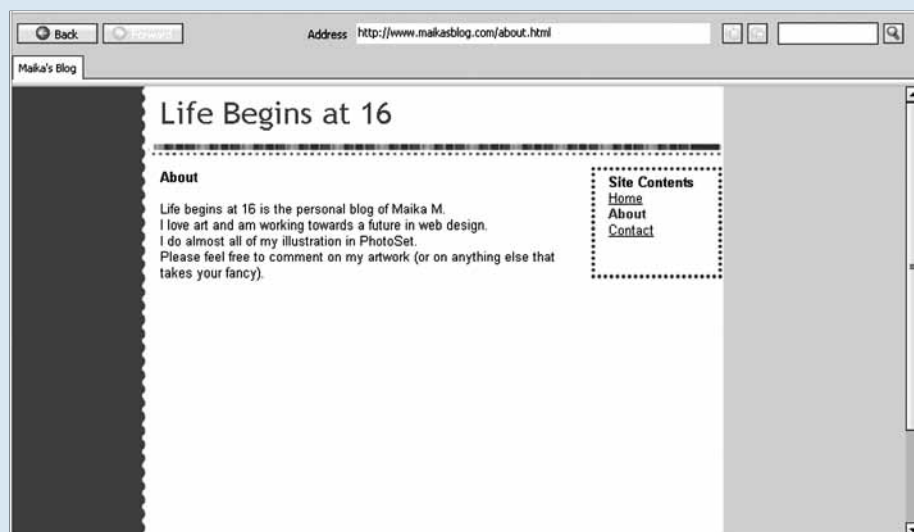 Back
Forward
Address http://www.maikasblog.com/about.html
Maika's Blog
Life Begins at 16
About
Life begins at 16 is the personal blog of Maika M.
I love art and am working towards a future in web design.
I do almost all of my illustration in PhotoSet.
Please feel free to comment on my artwork (or on anything else that
takes your fancy).
Site Contents
Home
About
Contact